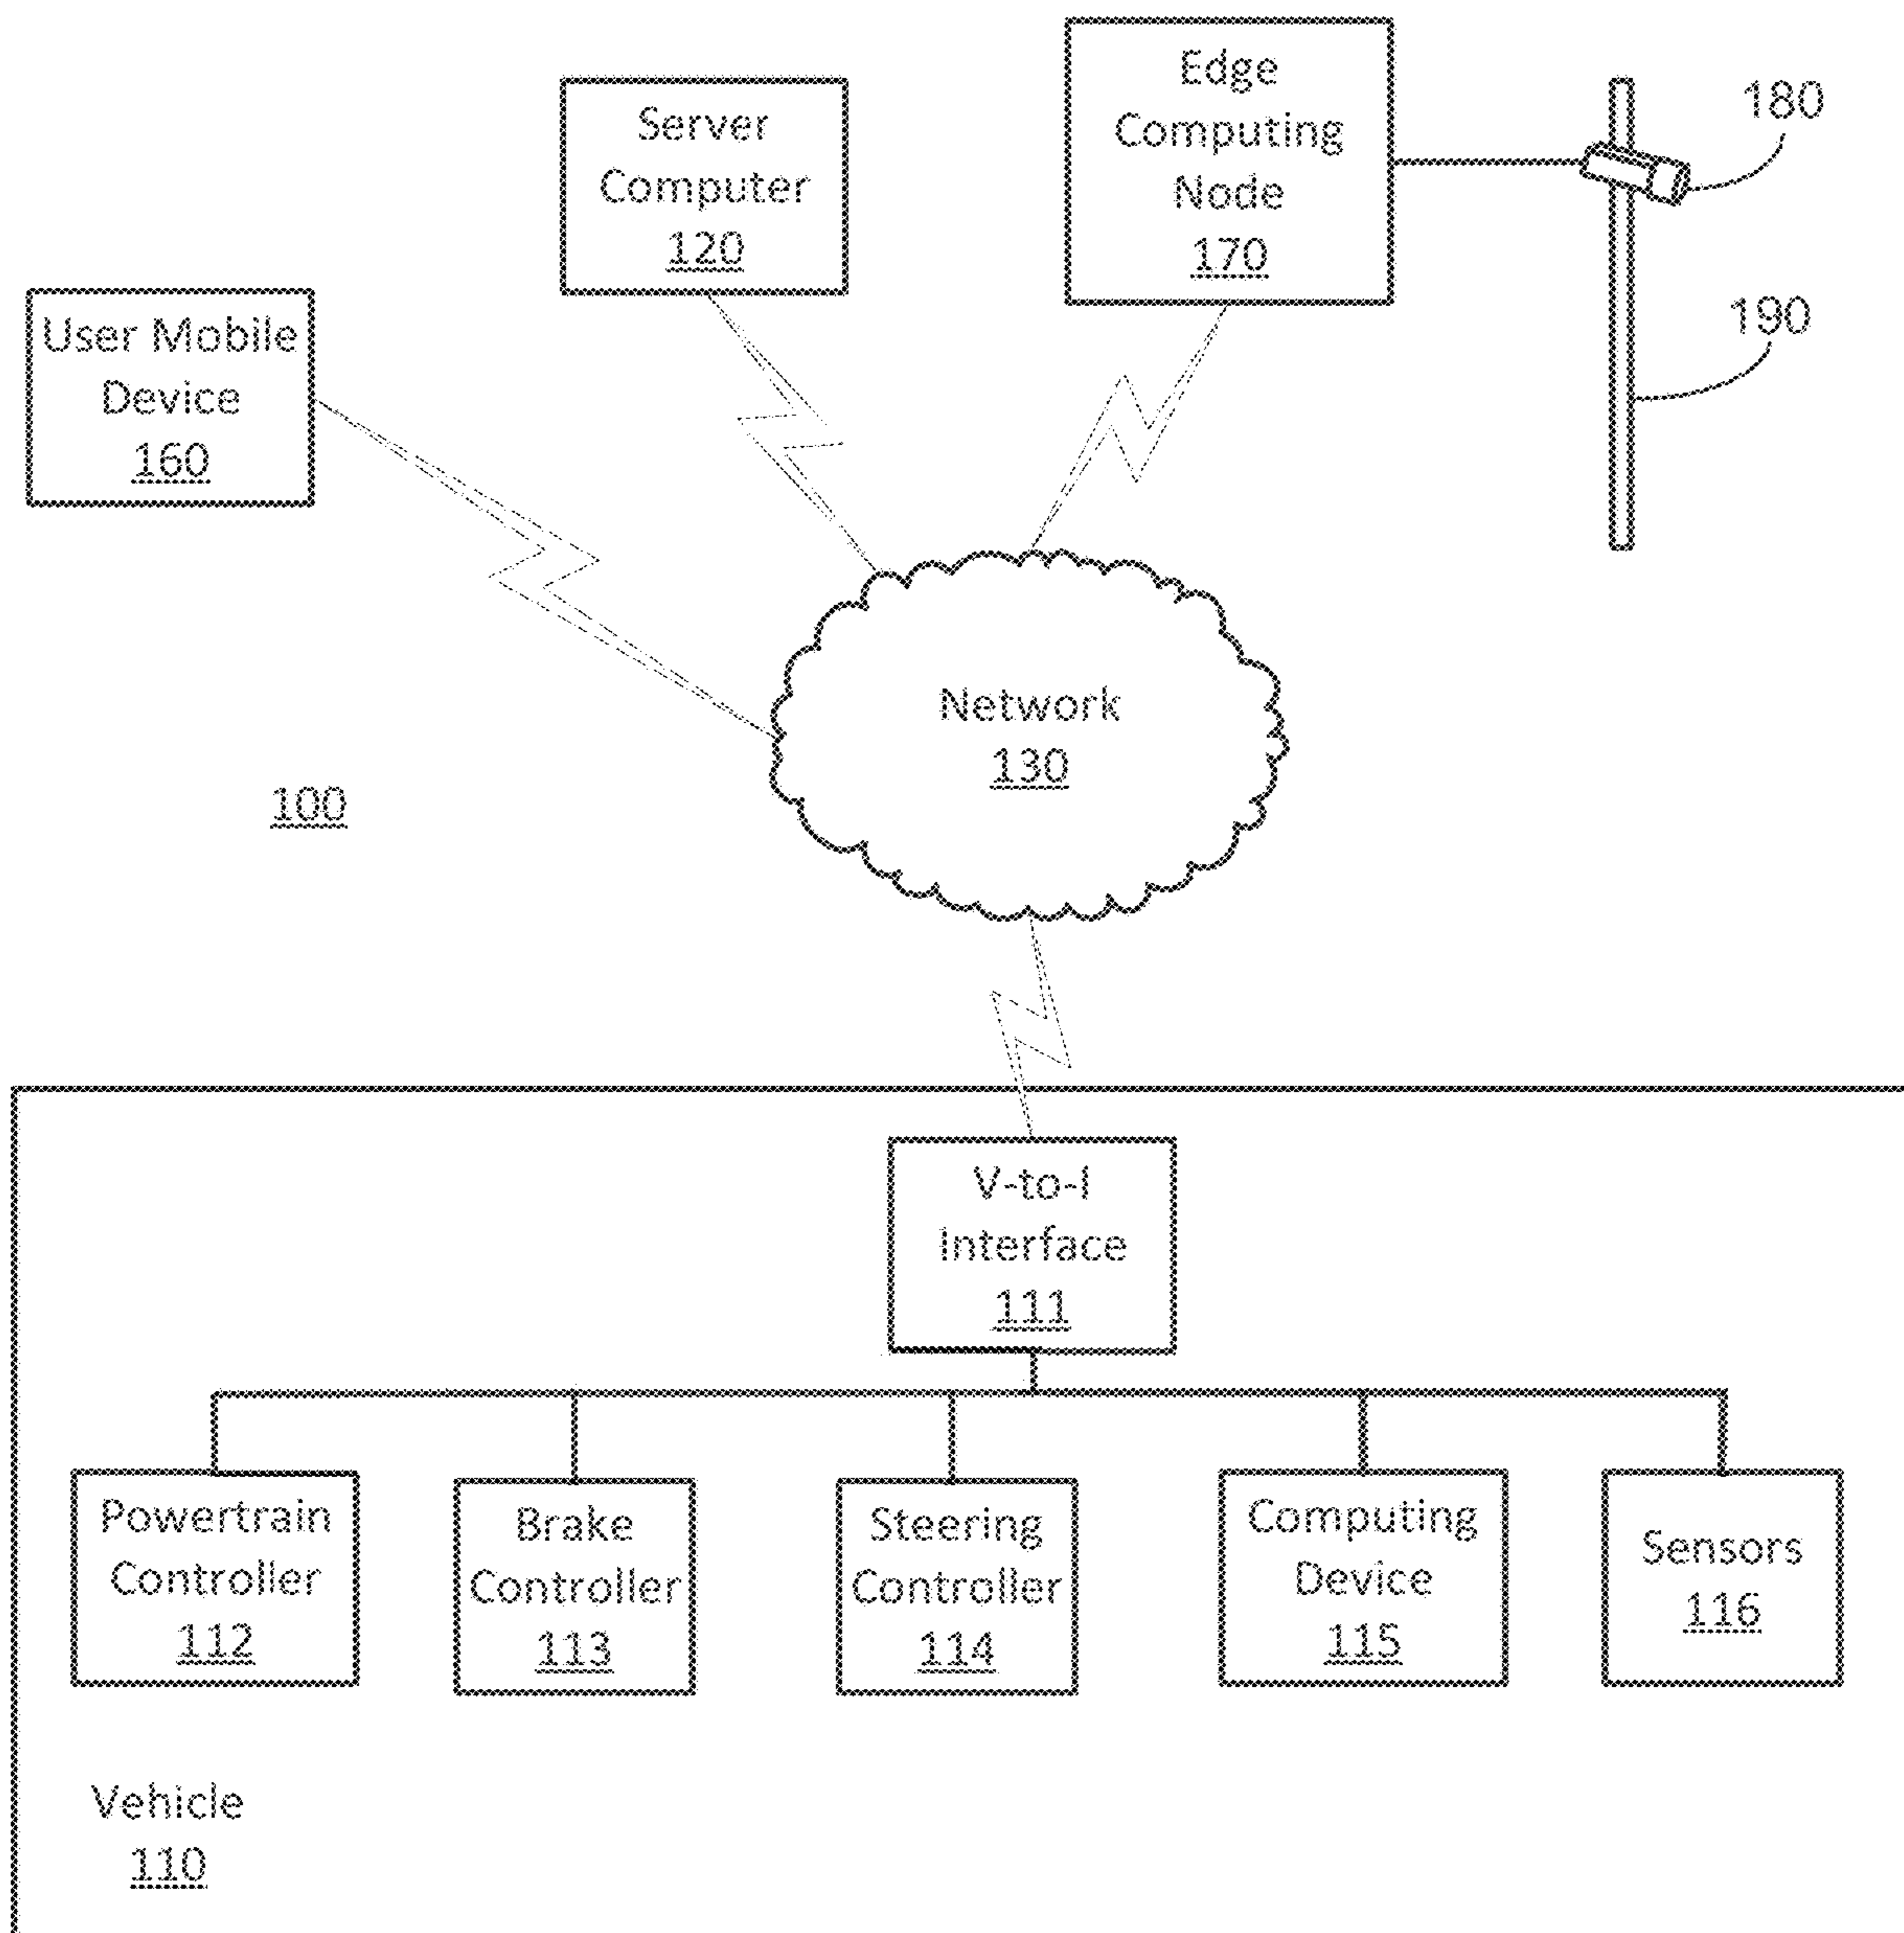 Edge
Computing
Node
170
180
Server
Computer
120
190
User Mobile
Device
160
Network
130
100
V-to-I
Interface
111
Powertrain
Controller
112
Brake
Controller
113
Steering
Controller
114
Computing
Device
115
Sensors
116
Vehicle
110